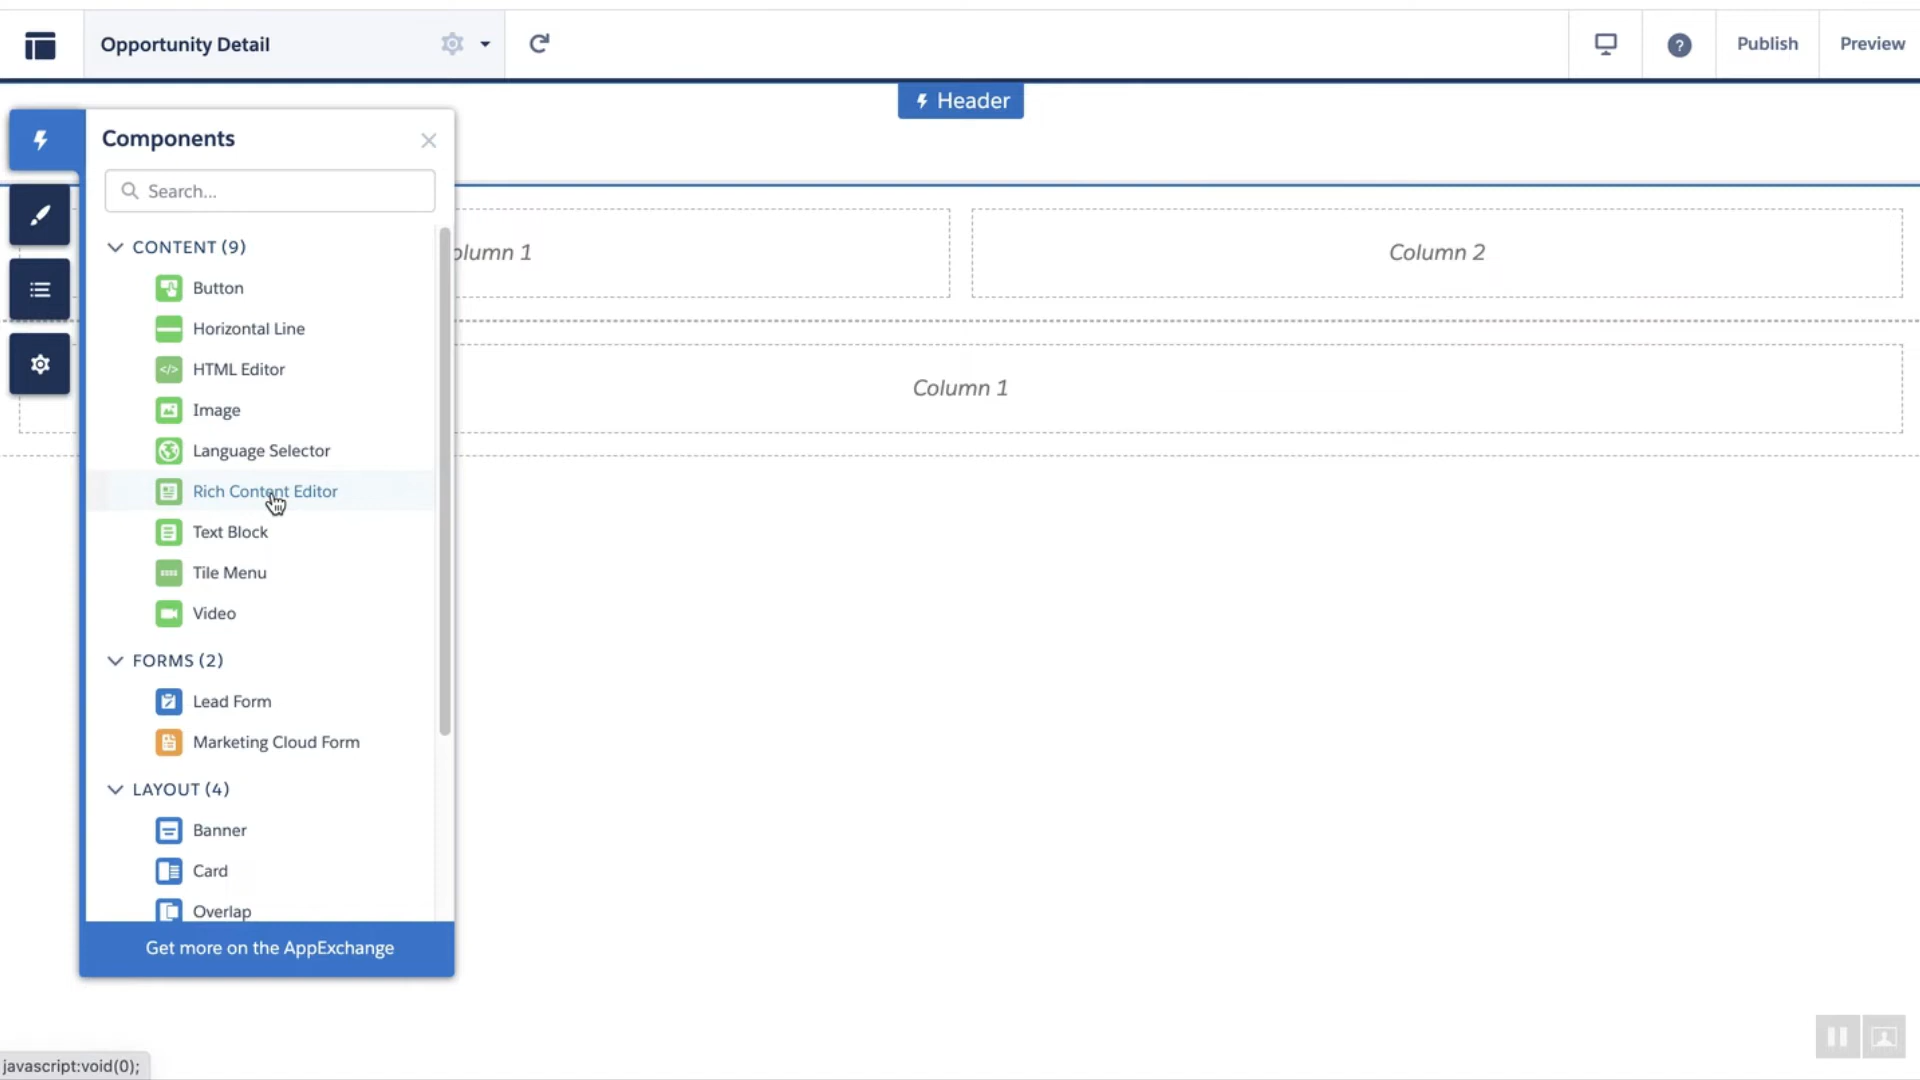 Opportunity Detail
?
Publish
Preview
Header
Components
Search...
CONTENT (9)
olumn 1
Column 2
Button
Horizontal Line
HTML Editor
Column 1
Image
Language Selector
Rich Content Editor
Text Block
Tile Menu
Video
FORMS (2)
Lead Form
Marketing Cloud Form
LAYOUT (4)
Banner
Card
Overlap
Get more on the AppExchange
javascript:void(0);